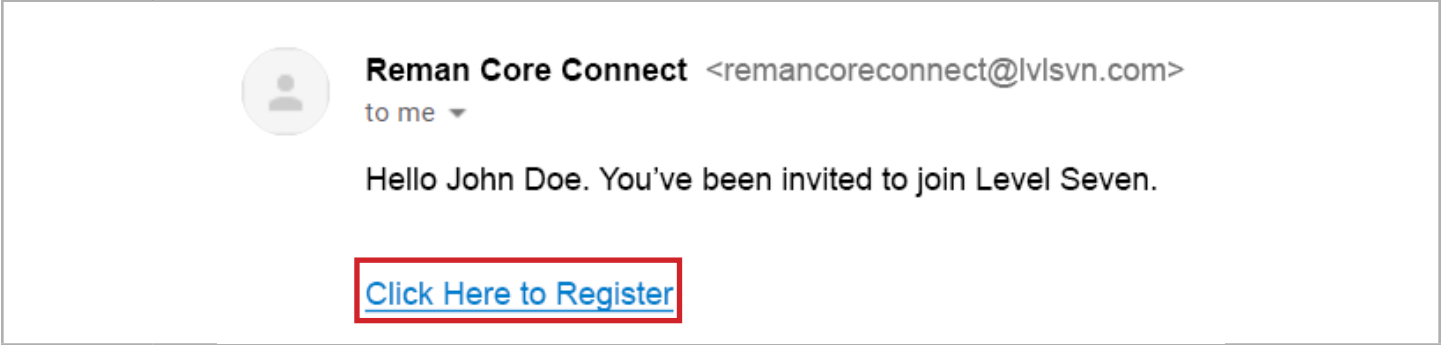 Reman Core Connect <remancoreconnect@lvlsvn.com>
to me
Hello John Doe. You’ve been invited to join Level Seven.
Click Here to Register